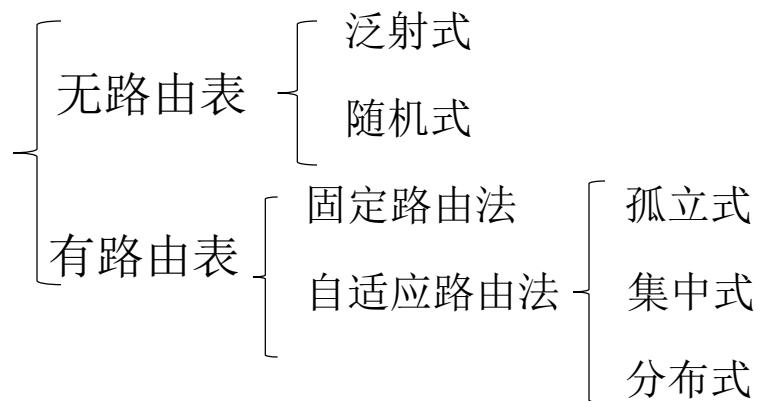 无路由表
泛射式
随机式
有路由表
固定路由法
自适应路由法
孤立式
集中式
分布式